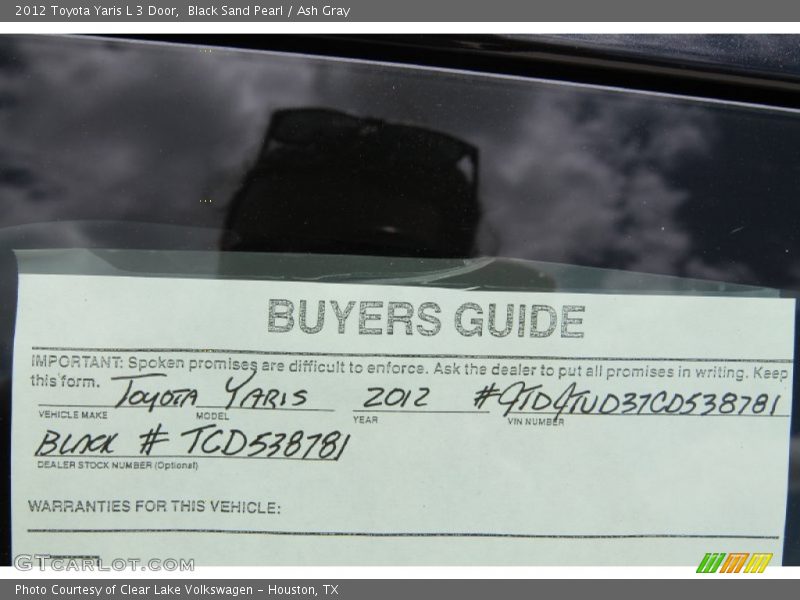 2012 Toyota Yaris L 3 Door, Black Sand Pearl / Ash Gray
BUYERS GUIDE
IMPORTANT: Spoken promises are difficult to enforce. Ask the dealer to put all promises in writing. Keep
this form.
TOYOTA YARIS 2012 #JTDJTUD37CD538781
VEHICLE MAKE MODEL YEAR VIN NUMBER
BLACK # TCD538781
DEALER STOCK NUMBER (Optional)
WARRANTIES FOR THIS VEHICLE:
GTCARLOT.COM
Photo Courtesy of Clear Lake Volkswagen - Houston, TX